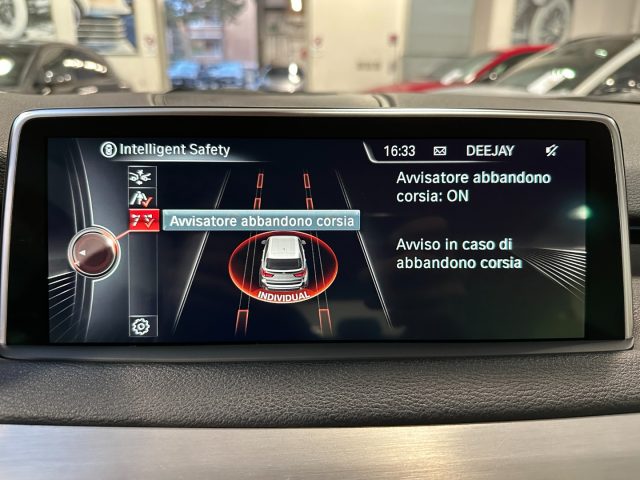 Intelligent Safety
16:33
DEEJAY
Avvisatore abbandono corsia
Avvisatore abbandono
corsia: ON
Avviso in caso di
abbandono corsia
INDIVIDUAL